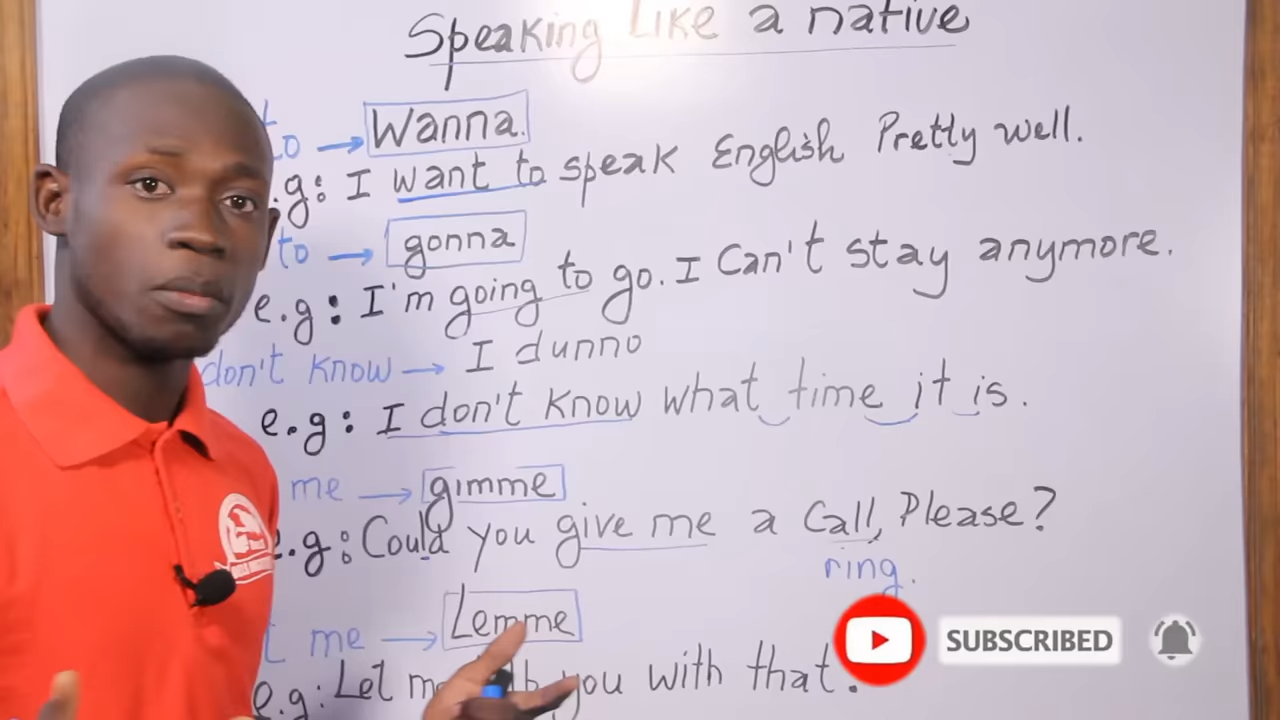 Speaking Like a native
to → Wanna.
e.g: I want to speak English Pretty well.
to → gonna
e.g: I'm going to go. I Can't stay anymore.
don't know → I dunno
e.g: I don't know what time it is.
me → gimme
e.g: Could you give me a Call, Please?
ring.
me → Lemme
e.g: Let you with that.
SUBSCRIBED